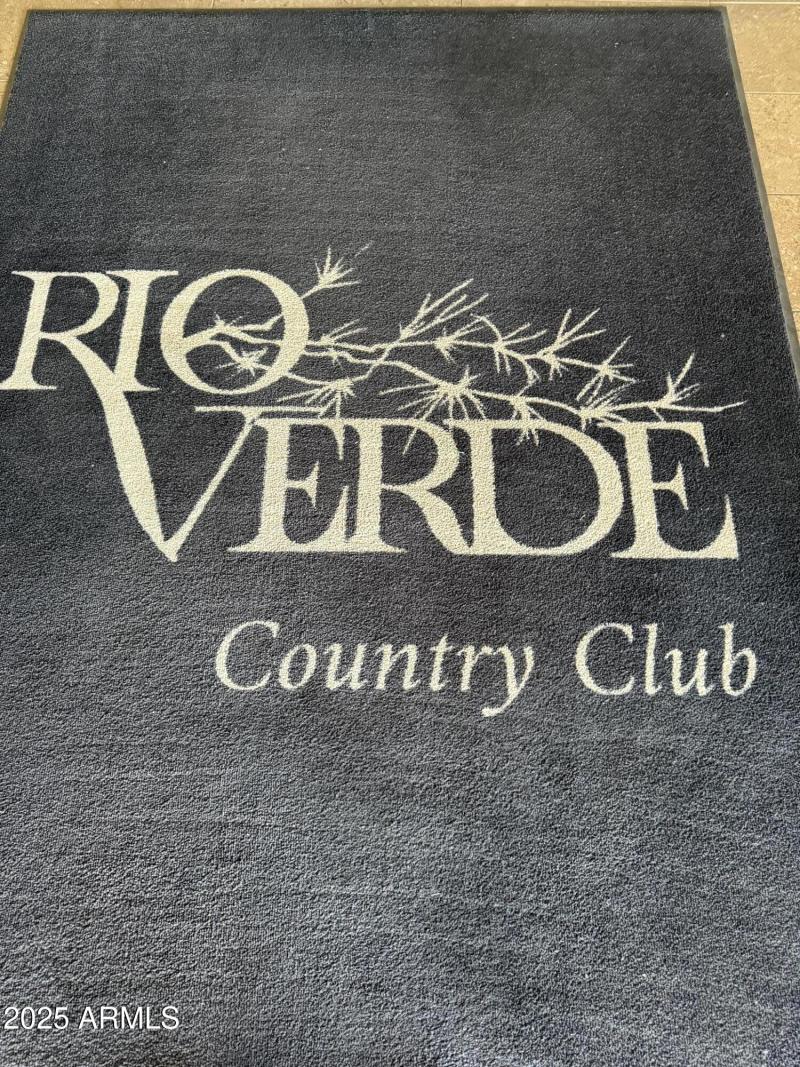 RIO
VERDE
Country Club
2025 ARMLS